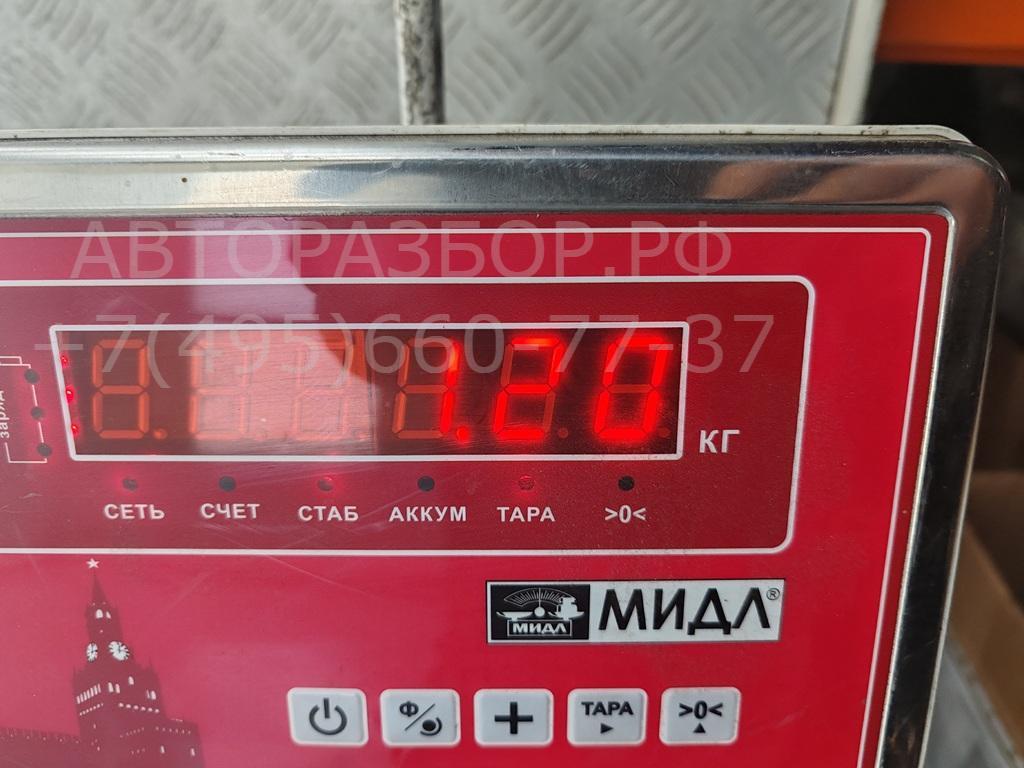 АВТОРАЗБОР.РФ
+7(495)660-77-37
1.20
КГ
заряд
СЕТЬ СЧЕТ СТАБ АККУМ ТАРА >0<
МИДЛ МИДЛ®
Ф + ТАРА >0<